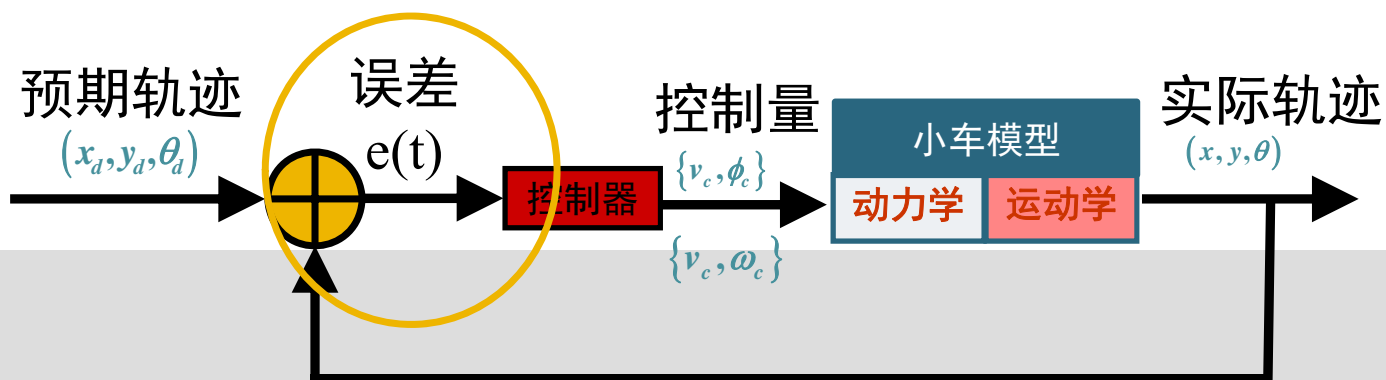 预期轨迹
(x_d, y_d, θ_d)
误差
e(t)
控制器
控制量
{v_c, ϕ_c}
{v_c, ω_c}
小车模型
动力学 运动学
实际轨迹
(x, y, θ)